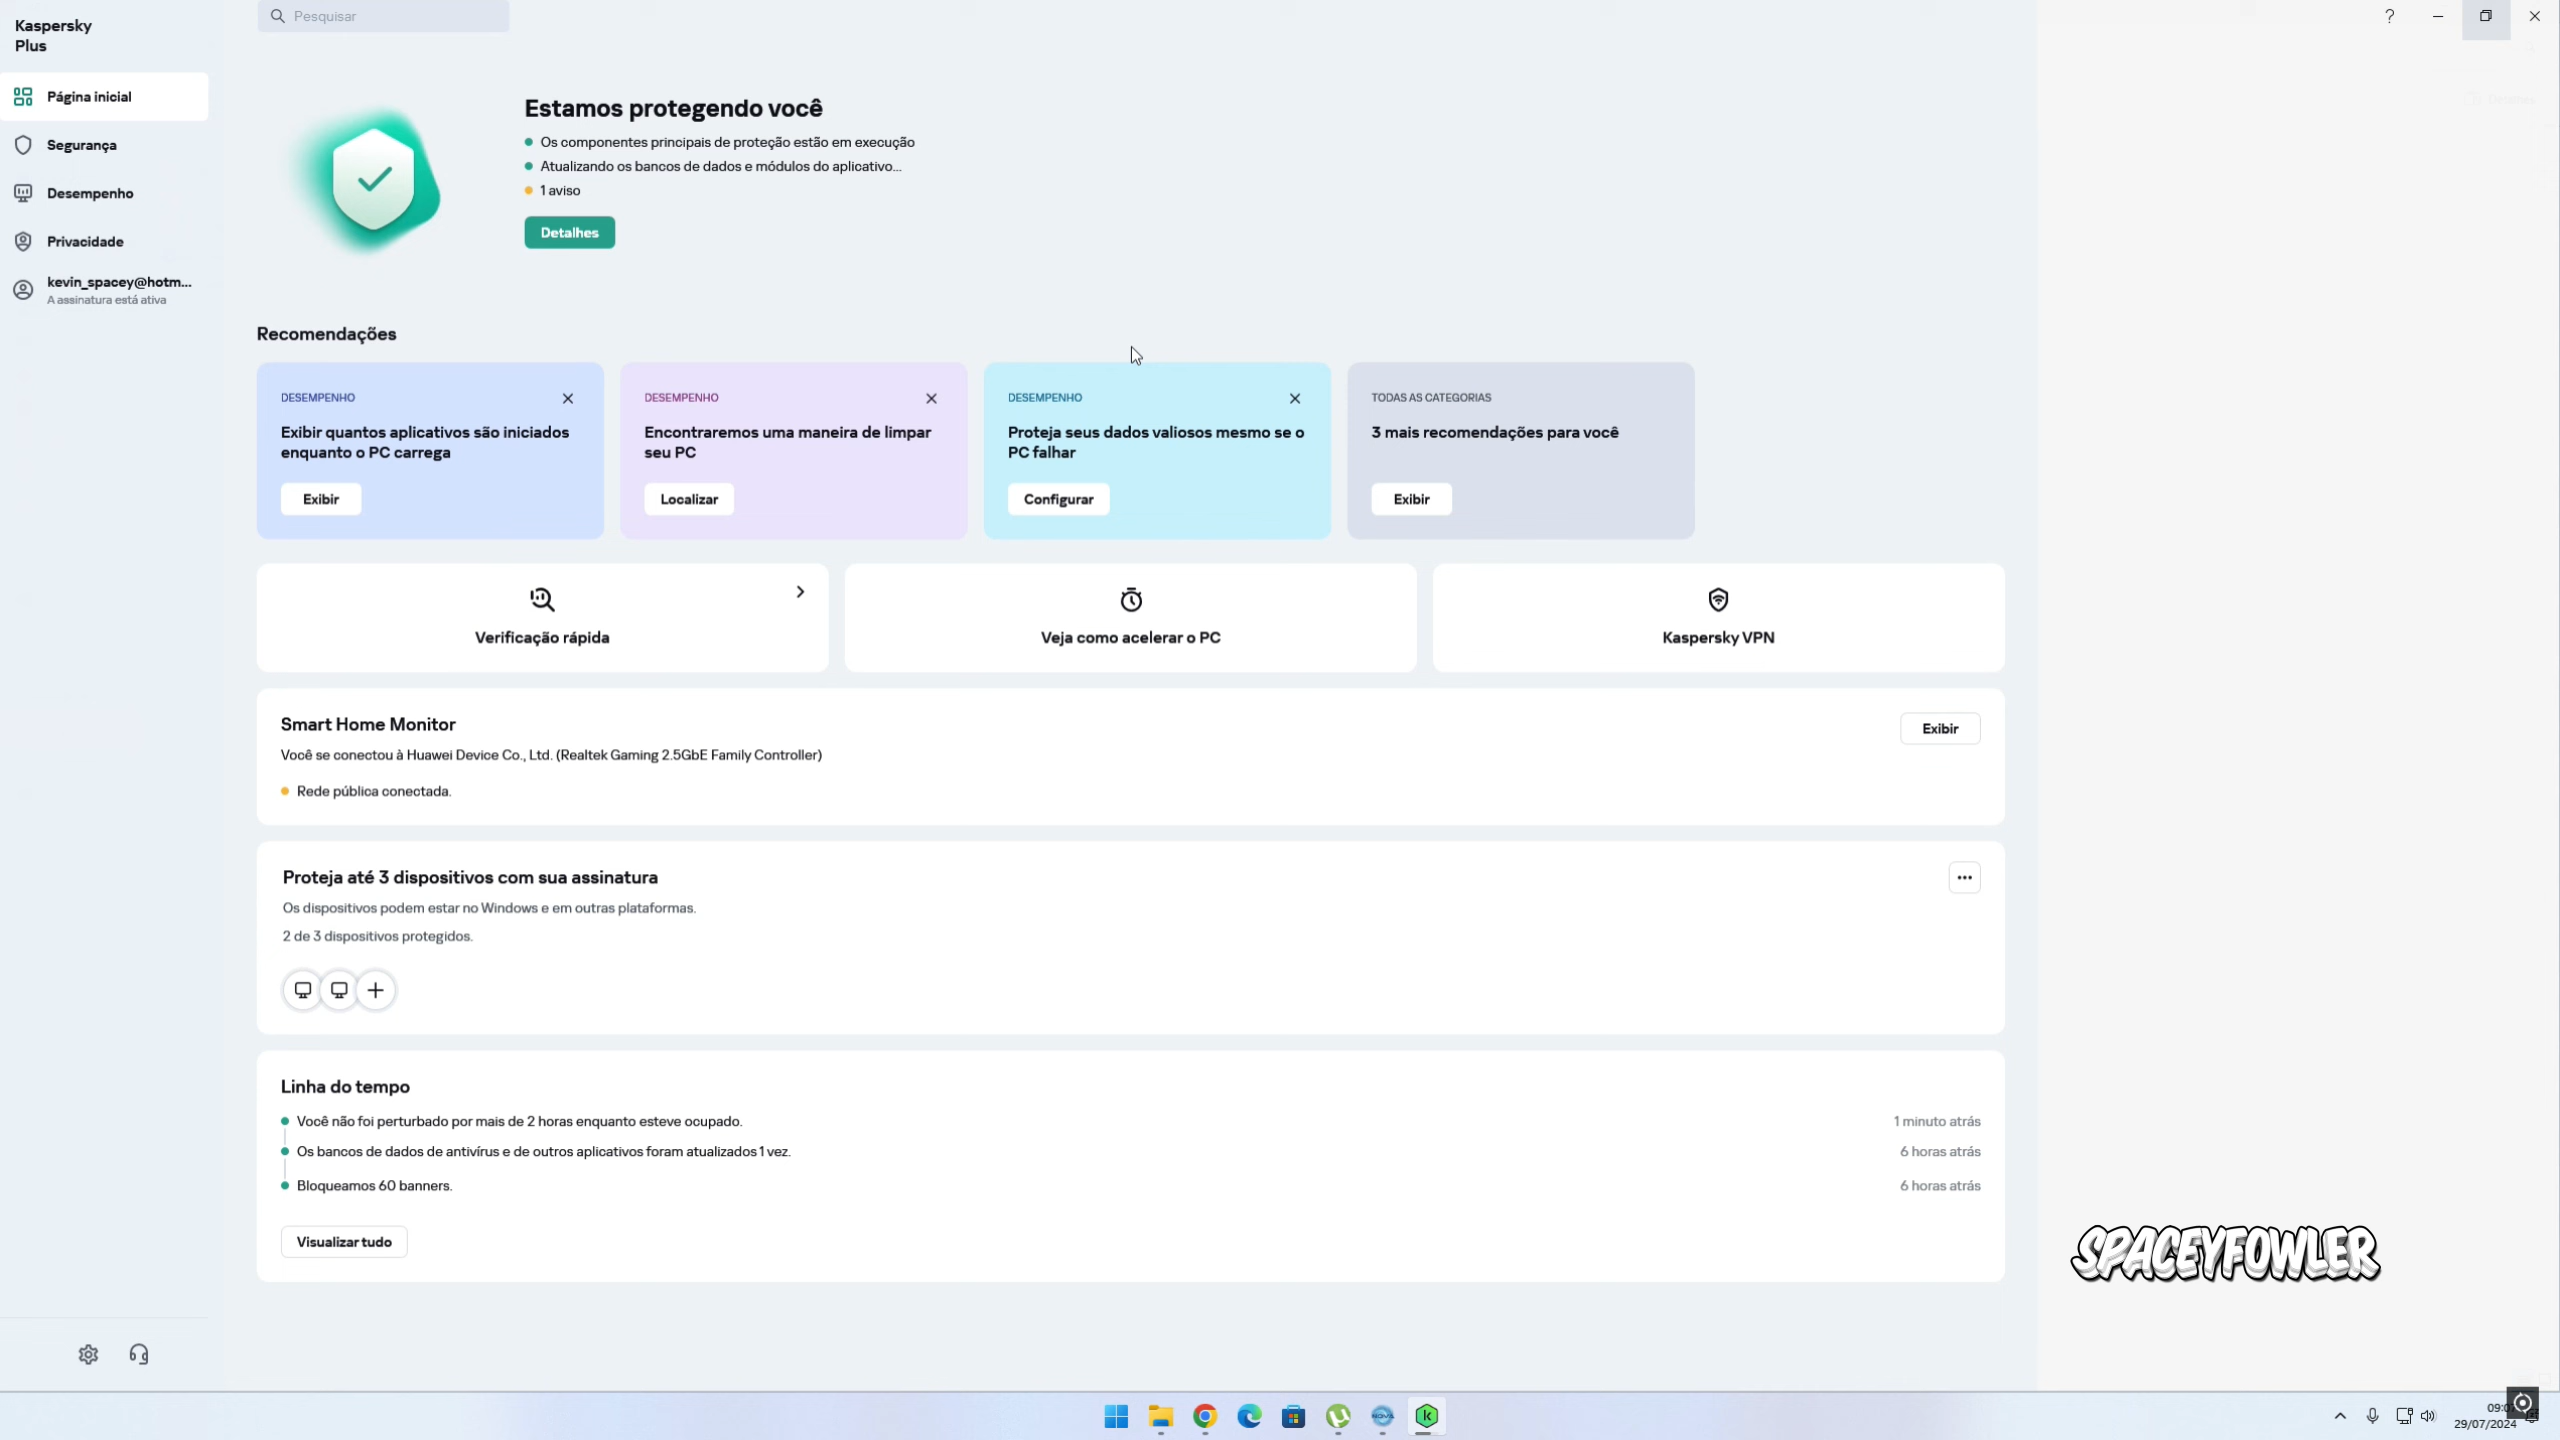 Kaspersky
Plus
Pesquisar
?
Página inicial
Segurança
Desempenho
Privacidade
kevin_spacey@hotm...
A assinatura está ativa
Estamos protegendo você
Os componentes principais de proteção estão em execução
Atualizando os bancos de dados e módulos do aplicativo...
1 aviso
Detalhes
Recomendações
DESEMPENHO
Exibir quantos aplicativos são iniciados
enquanto o PC carrega
Exibir
DESEMPENHO
Encontraremos uma maneira de limpar
seu PC
Localizar
DESEMPENHO
Proteja seus dados valiosos mesmo se o
PC falhar
Configurar
TODAS AS CATEGORIAS
3 mais recomendações para você
Exibir
Verificação rápida
Veja como acelerar o PC
Kaspersky VPN
Smart Home Monitor
Exibir
Você se conectou à Huawei Device Co., Ltd. (Realtek Gaming 2.5GbE Family Controller)
Rede pública conectada.
Proteja até 3 dispositivos com sua assinatura
Os dispositivos podem estar no Windows e em outras plataformas.
2 de 3 dispositivos protegidos.
Linha do tempo
Você não foi perturbado por mais de 2 horas enquanto esteve ocupado.
1 minuto atrás
Os bancos de dados de antivírus e de outros aplicativos foram atualizados 1 vez.
6 horas atrás
Bloqueamos 60 banners.
6 horas atrás
Visualizar tudo
SPACEYFOWLER
29/07/2024